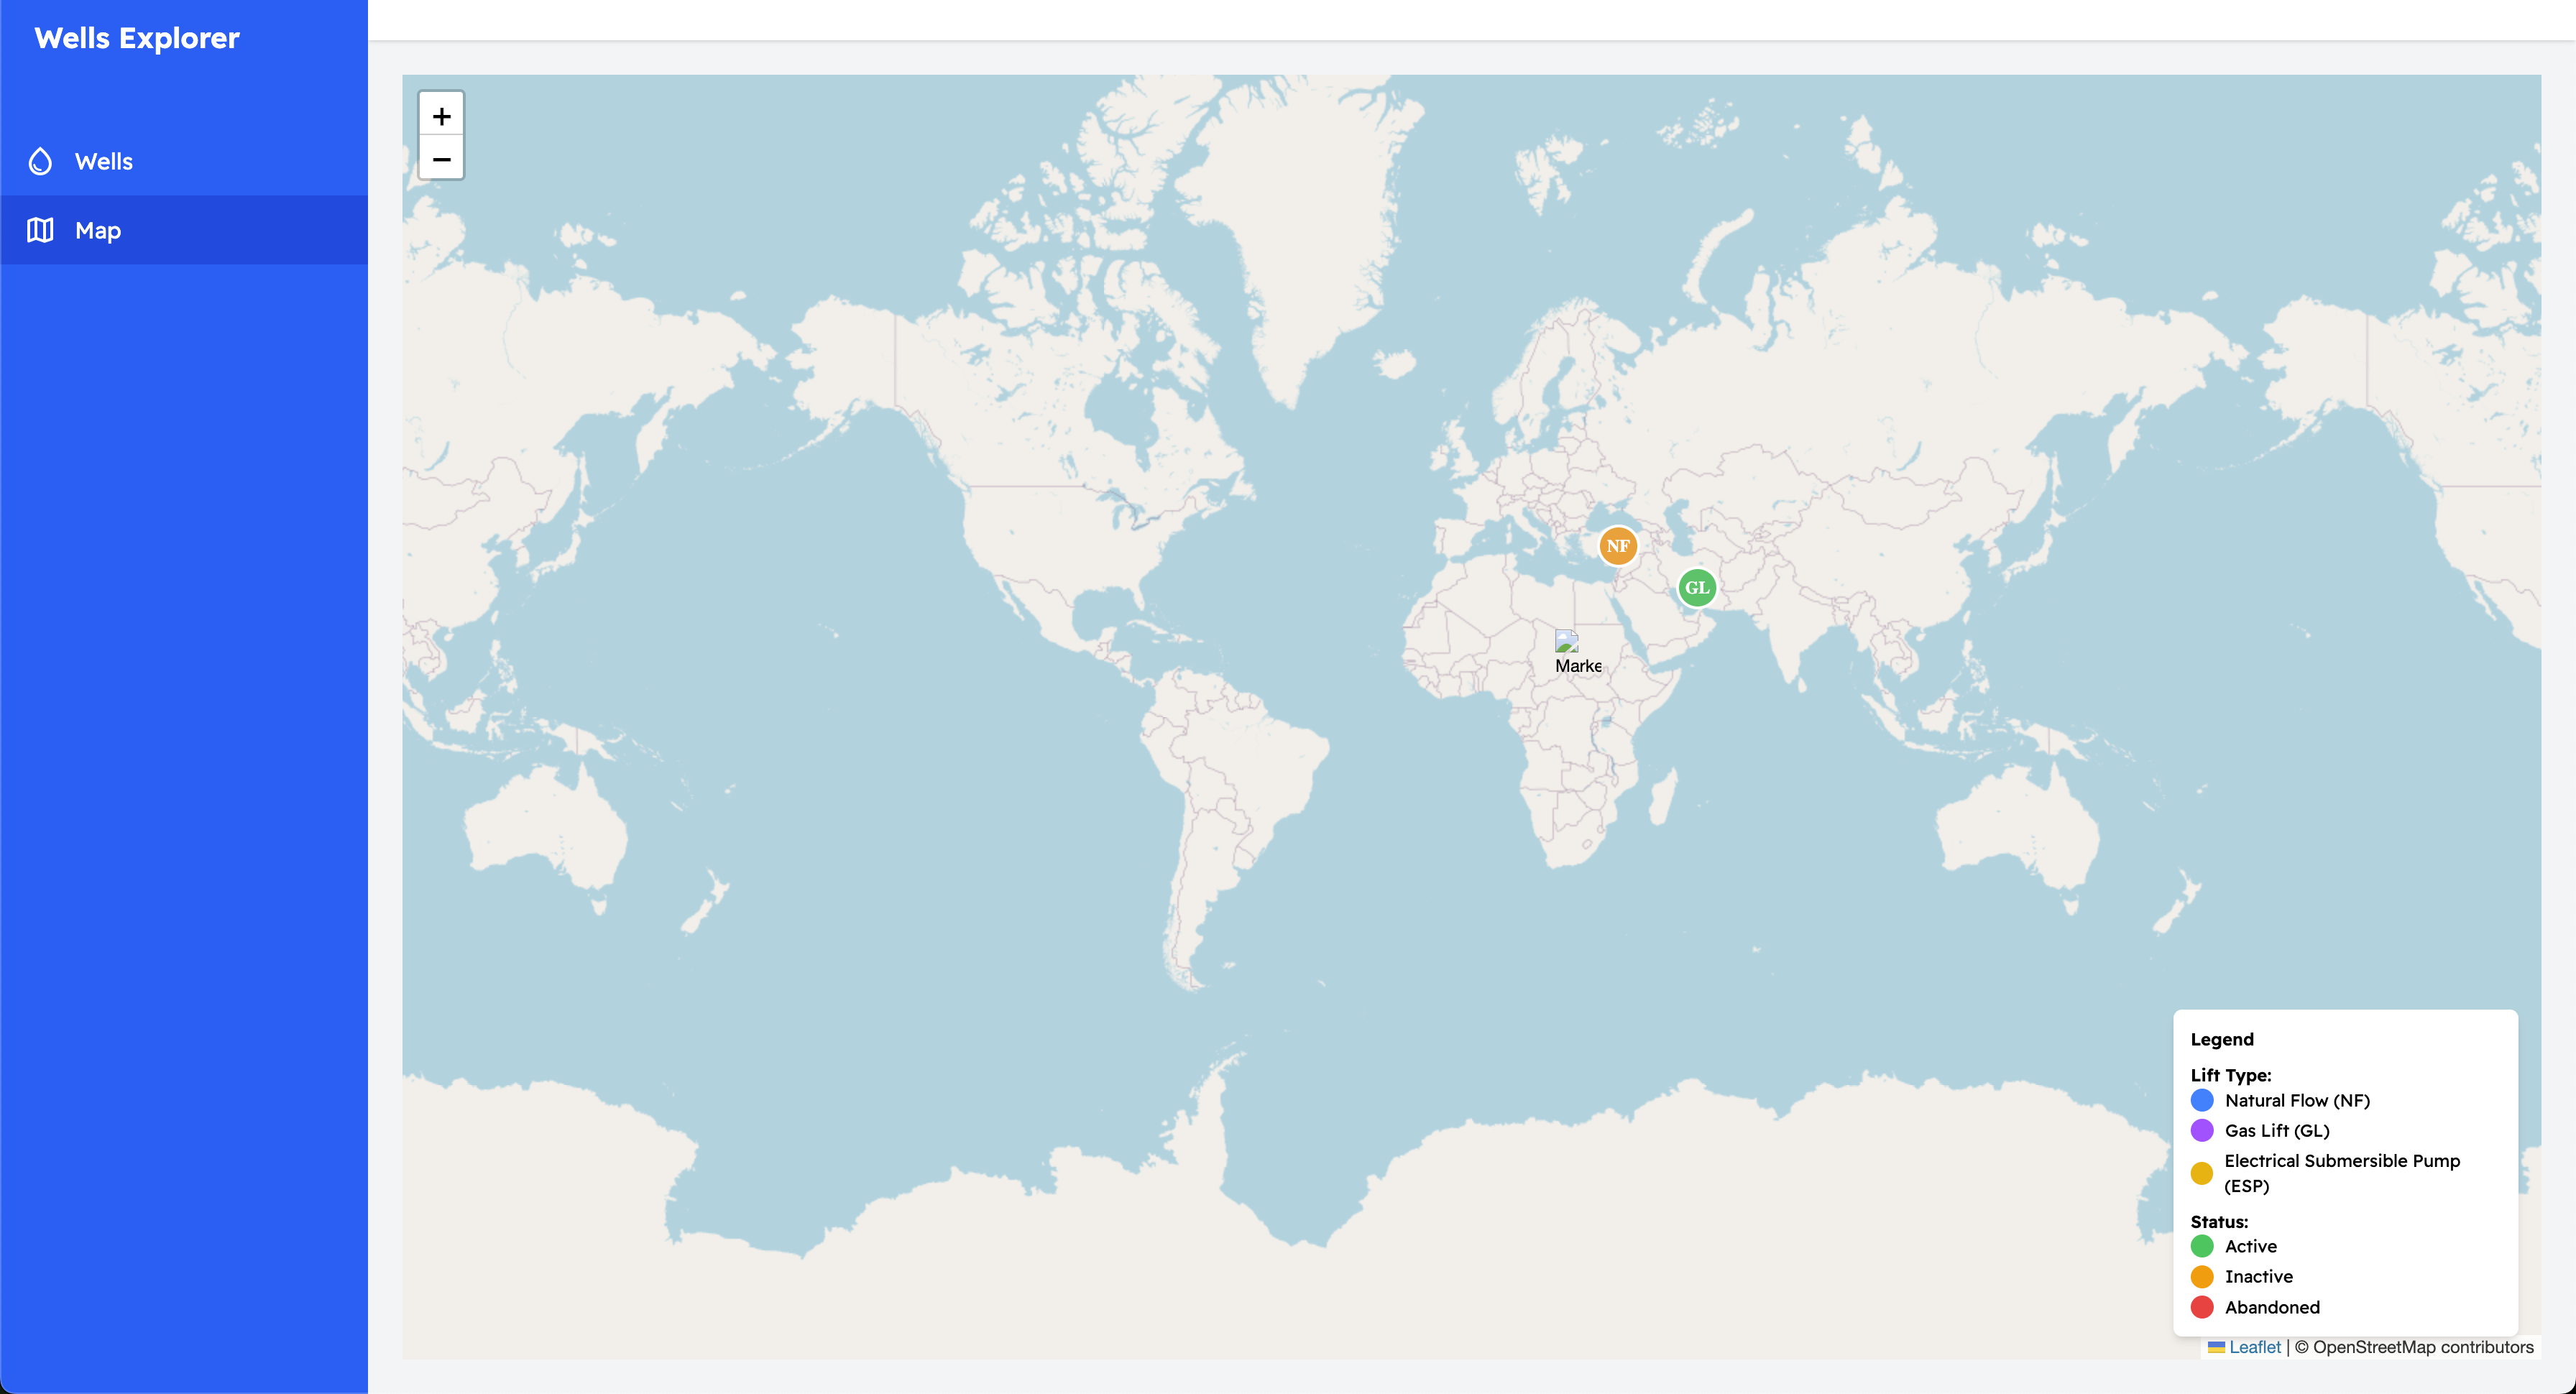 Wells Explorer
Wells
Map
+
−
NF
GL
Marke
Legend
Lift Type:
Natural Flow (NF)
Gas Lift (GL)
Electrical Submersible Pump
(ESP)
Status:
Active
Inactive
Abandoned
Leaflet | © OpenStreetMap contributors